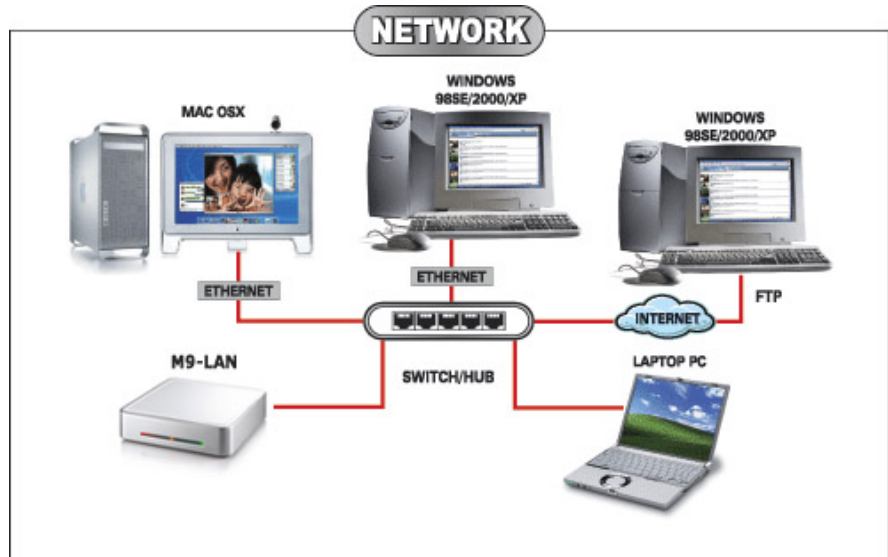 NETWORK
MAC OSX
WINDOWS
98SE/2000/XP
WINDOWS
98SE/2000/XP
ETHERNET
ETHERNET
FTP
INTERNET
M9-LAN
SWITCH/HUB
LAPTOP PC